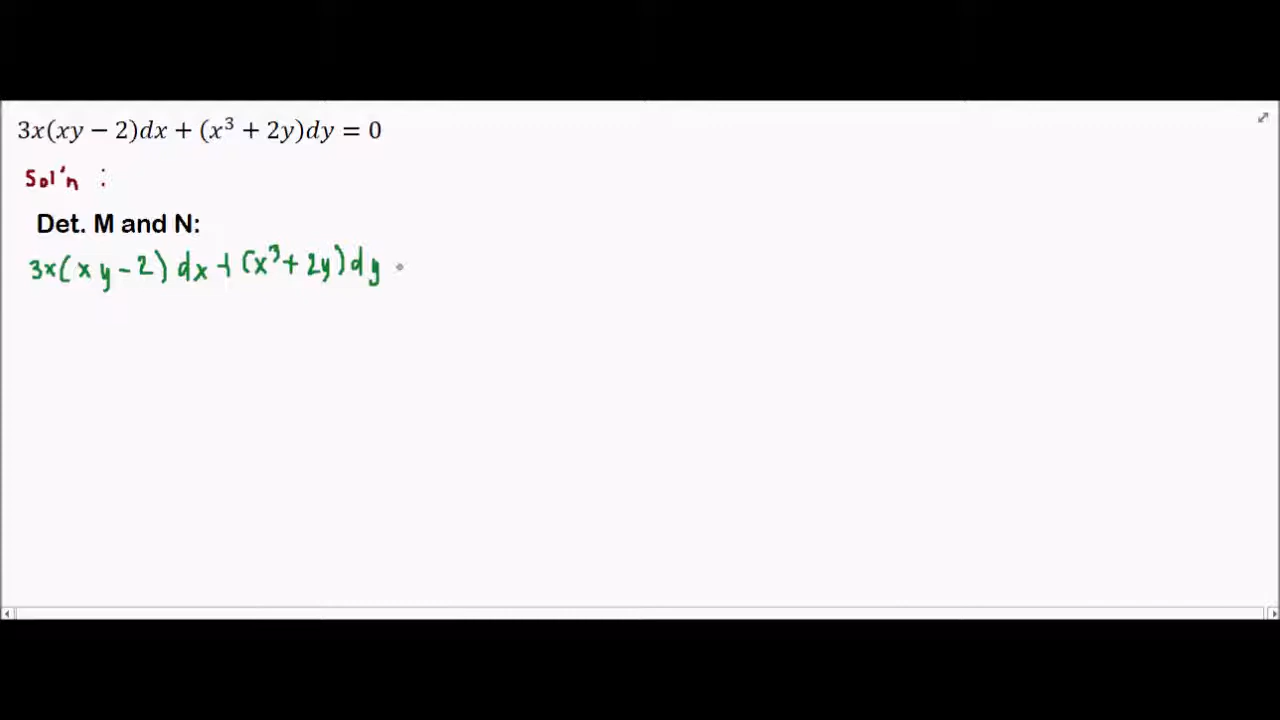 3x(xy − 2)dx + (x³ + 2y)dy = 0
Sol'n :
Det. M and N:
3x(xy − 2) dx + (x³ + 2y) dy